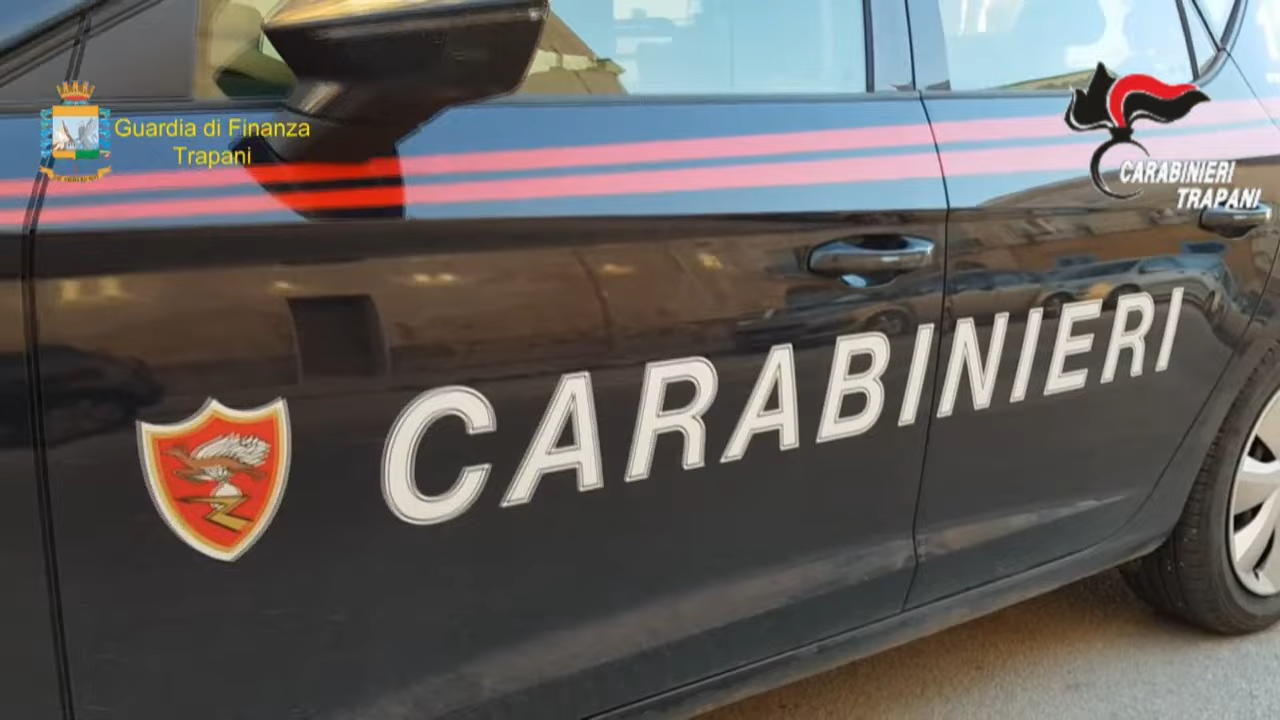 Guardia di Finanza
Trapani
CARABINIERI
TRAPANI
CARABINIERI